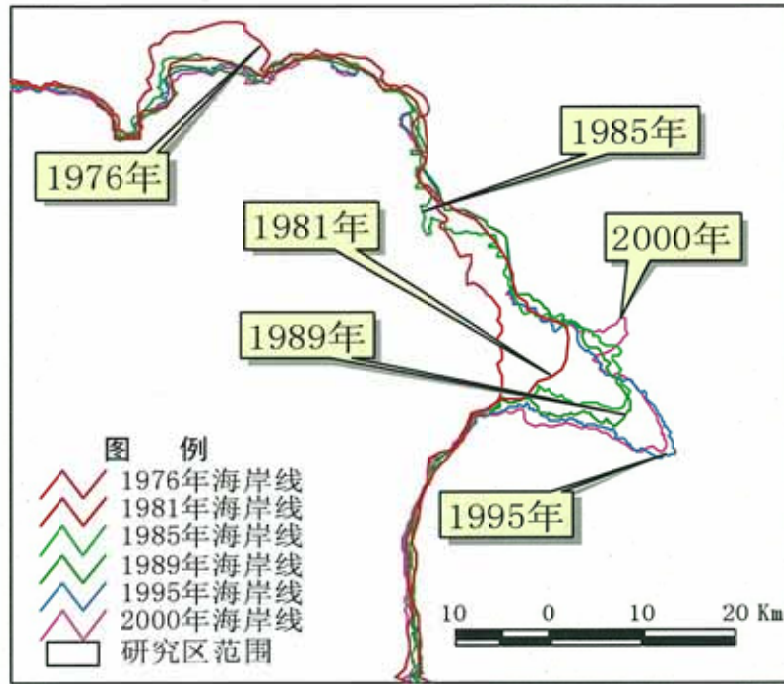 1985年
1976年
1981年
2000年
1989年
1995年
图 例
1976年海岸线
1981年海岸线
1985年海岸线
1989年海岸线
1995年海岸线
2000年海岸线
研究区范围
10 0 10 20 Km